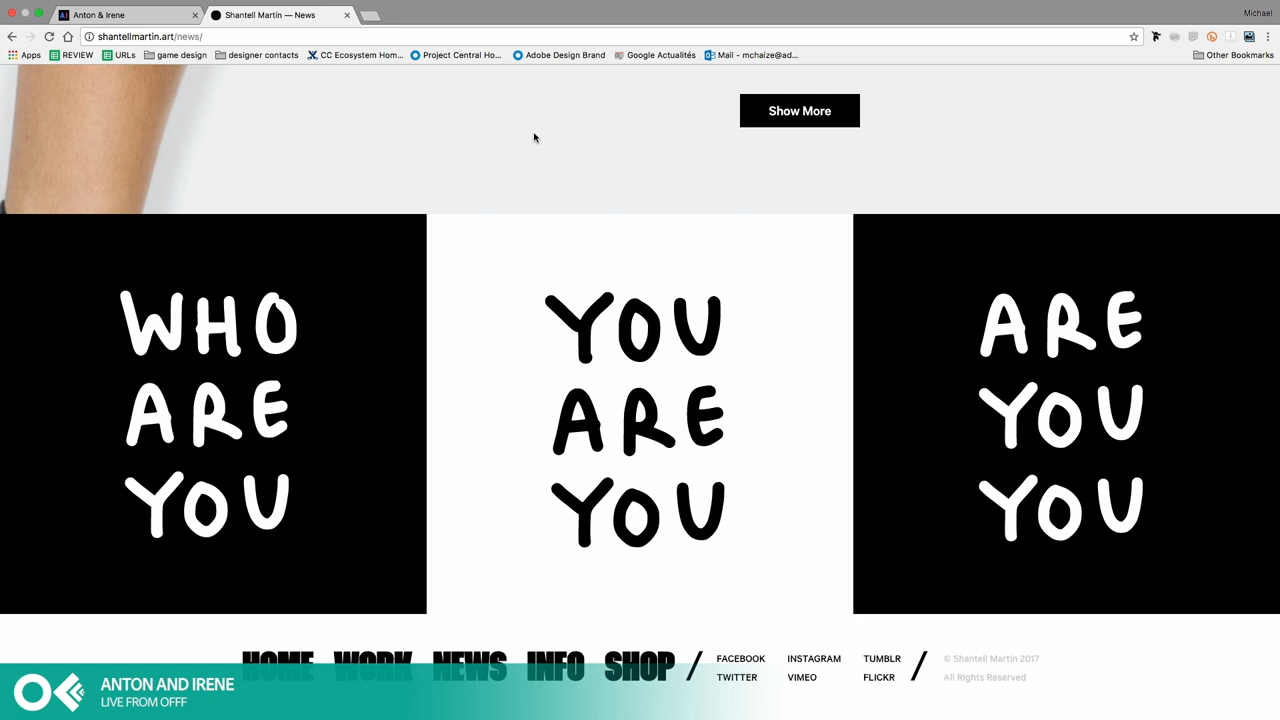 Michael
Anton & Irene
Shantell Martin — News
shantellmartin.art/news/
Apps REVIEW URLs game design designer contacts CC Ecosystem Hom... Project Central Ho... Adobe Design Brand Google Actualités Mail - mchaize@ad... Other Bookmarks
Show More
WHO
ARE
YOU
YOU
ARE
YOU
ARE
YOU
YOU
HOME WORK NEWS INFO SHOP / FACEBOOK INSTAGRAM TUMBLR / © Shantell Martin 2017
TWITTER VIMEO FLICKR All Rights Reserved
ANTON AND IRENE
LIVE FROM OFFF